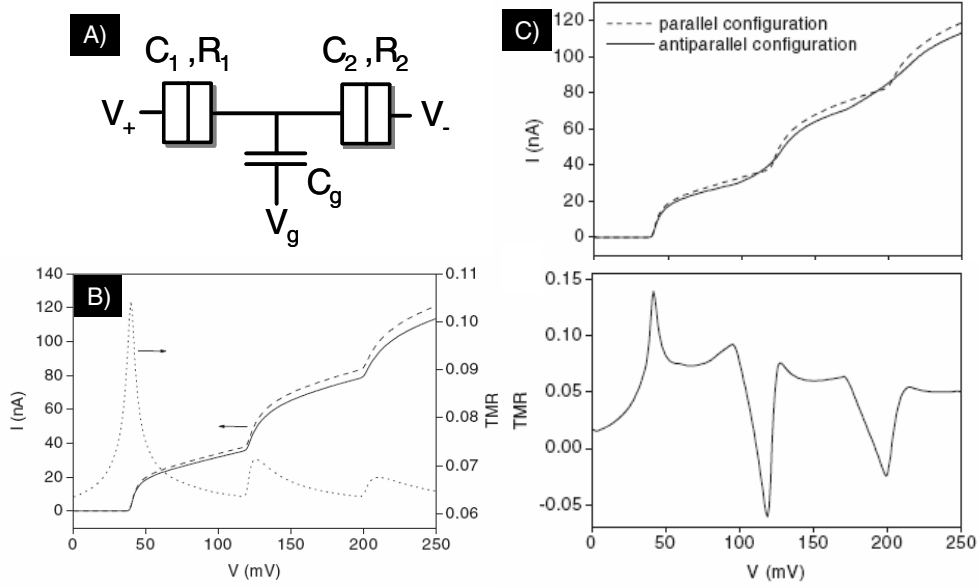 A)
C1 ,R1
C2 ,R2
V+
V-
Cg
Vg
B)
140
120
100
80
60
40
20
0
I (nA)
0.11
0.10
0.09
0.08
0.07
0.06
TMR
0
50
100
150
200
250
V (mV)
C)
parallel configuration
antiparallel configuration
120
100
80
60
40
20
0
I (nA)
0.15
0.10
0.05
0.00
-0.05
TMR
0
50
100
150
200
250
V (mV)